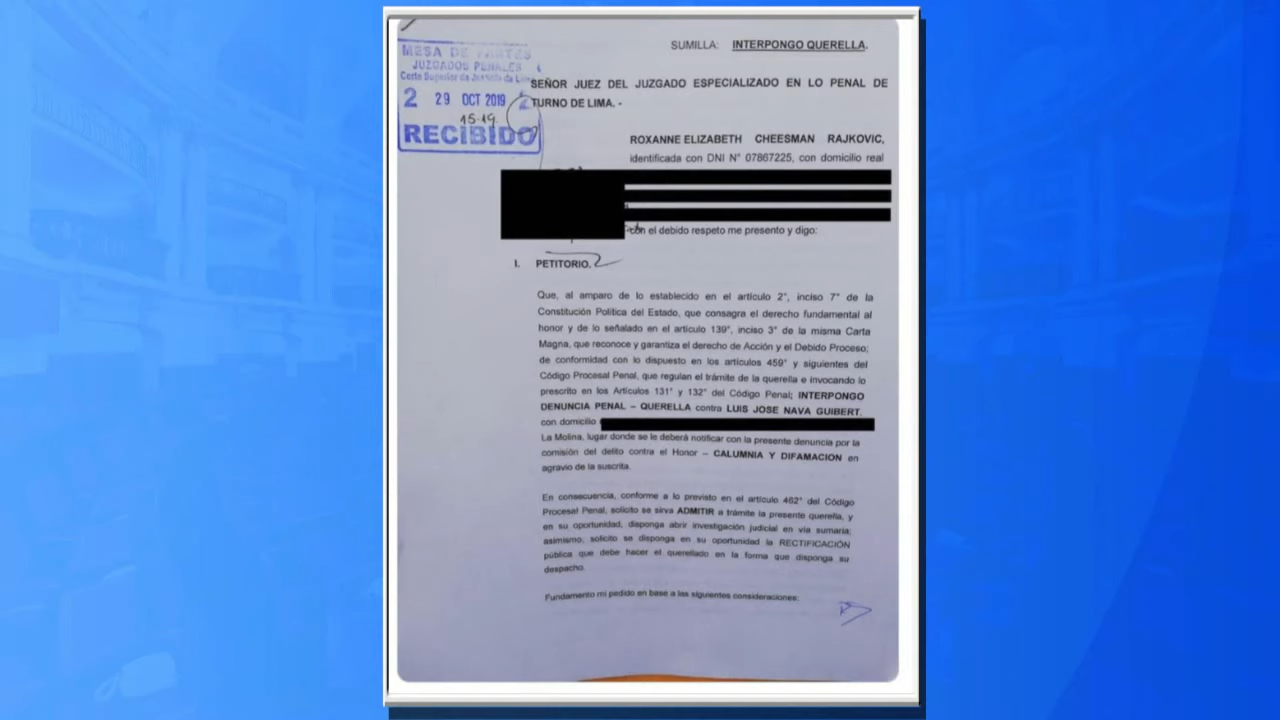 SUMILLA: INTERPONGO QUERELLA.
MESA DE PARTES
JUZGADOS PENALES
Corte Superior de Justicia de Lima
2 29 OCT 2019
15-19
RECIBIDO
SEÑOR JUEZ DEL JUZGADO ESPECIALIZADO EN LO PENAL DE
TURNO DE LIMA. -
ROXANNE ELIZABETH CHEESMAN RAJKOVIC,
identificada con DNI N° 07867225, con domicilio real
con el debido respeto me presento y digo:
I. PETITORIO.
Que, al amparo de lo establecido en el artículo 2°, inciso 7° de la
Constitución Política del Estado, que consagra el derecho fundamental al
honor y de lo señalado en el artículo 139°, inciso 3° de la misma Carta
Magna, que reconoce y garantiza el derecho de Acción y el Debido Proceso;
de conformidad con lo dispuesto en los artículos 459° y siguientes del
Código Procesal Penal, que regulan el trámite de la querella e invocando lo
prescrito en los Artículos 131° y 132° del Código Penal; INTERPONGO
DENUNCIA PENAL – QUERELLA contra LUIS JOSE NAVA GUIBERT,
con domicilio
La Molina, lugar donde se le deberá notificar con la presente denuncia por la
comisión del delito contra el Honor – CALUMNIA Y DIFAMACION en
agravio de la suscrita.
En consecuencia, conforme a lo previsto en el artículo 462° del Código
Procesal Penal, solicito se sirva ADMITIR a trámite la presente querella, y
en su oportunidad, disponga abrir investigación judicial en vía sumaria;
asimismo, solicito se disponga en su oportunidad la RECTIFICACIÓN
pública que debe hacer el querellado en la forma que disponga su
despacho.
Fundamento mi pedido en base a las siguientes consideraciones: